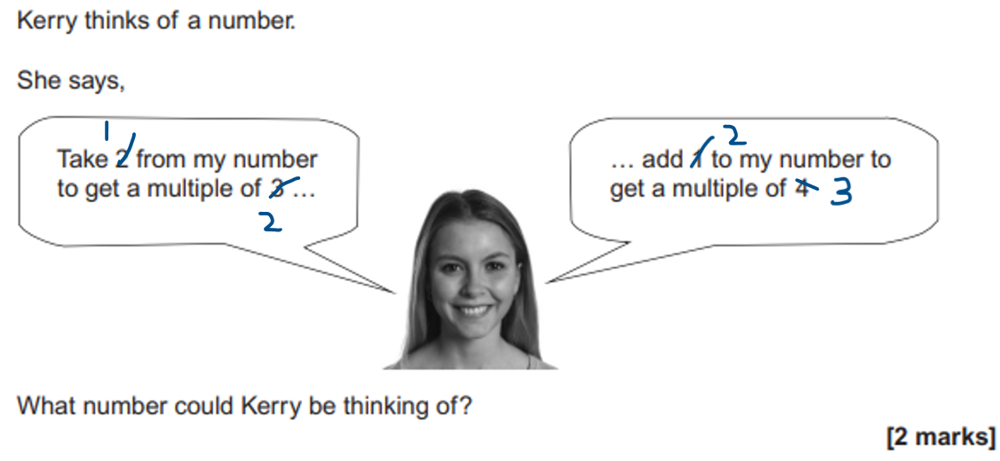 Kerry thinks of a number.
She says,
1
Take 2 from my number
to get a multiple of 3 ...
2
2
... add 1 to my number to
get a multiple of 4 3
What number could Kerry be thinking of?
[2 marks]